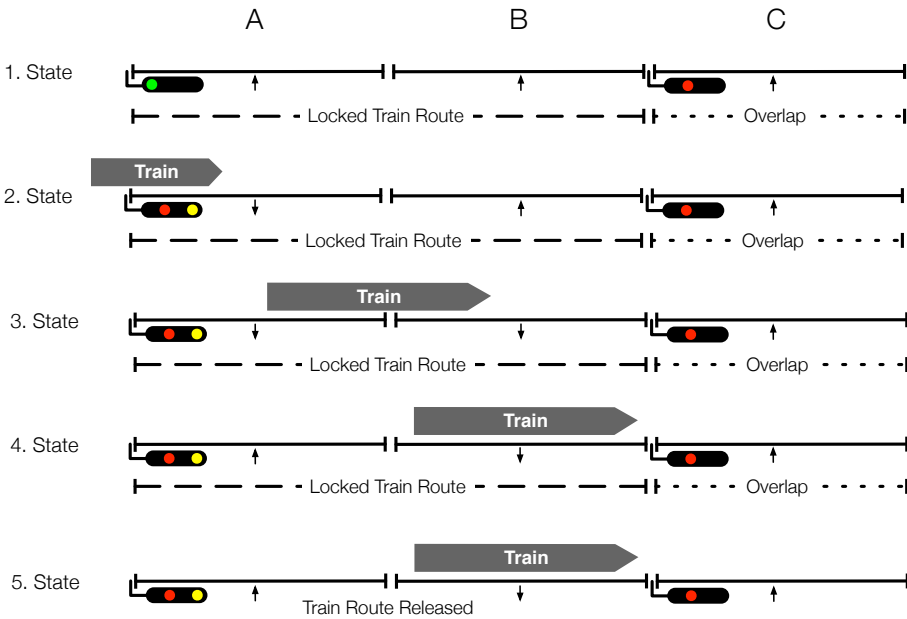 A B C
1. State
Locked Train Route Overlap
Train
2. State
Locked Train Route Overlap
Train
3. State
Locked Train Route Overlap
Train
4. State
Locked Train Route Overlap
Train
5. State
Train Route Released